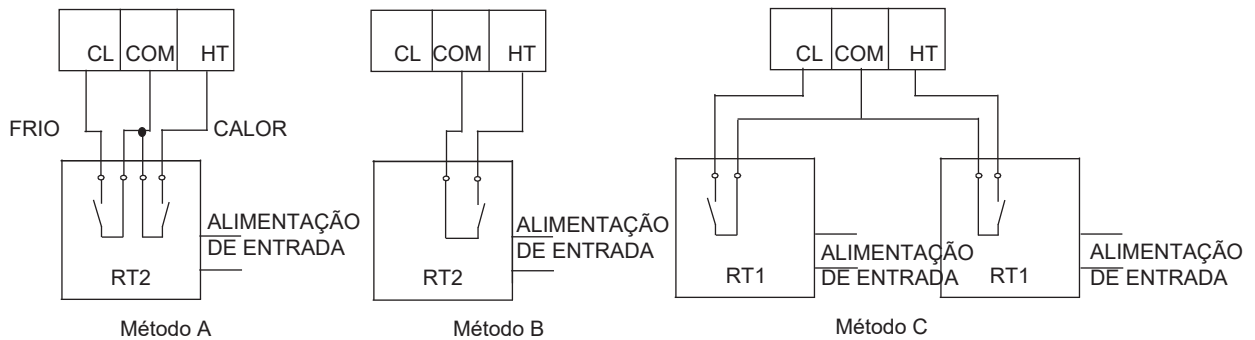 CL COM HT
FRIO
CALOR
ALIMENTAÇÃO
DE ENTRADA
RT2
Método A
CL COM HT
ALIMENTAÇÃO
DE ENTRADA
RT2
Método B
CL COM HT
ALIMENTAÇÃO
DE ENTRADA
RT1
ALIMENTAÇÃO
DE ENTRADA
RT1
Método C